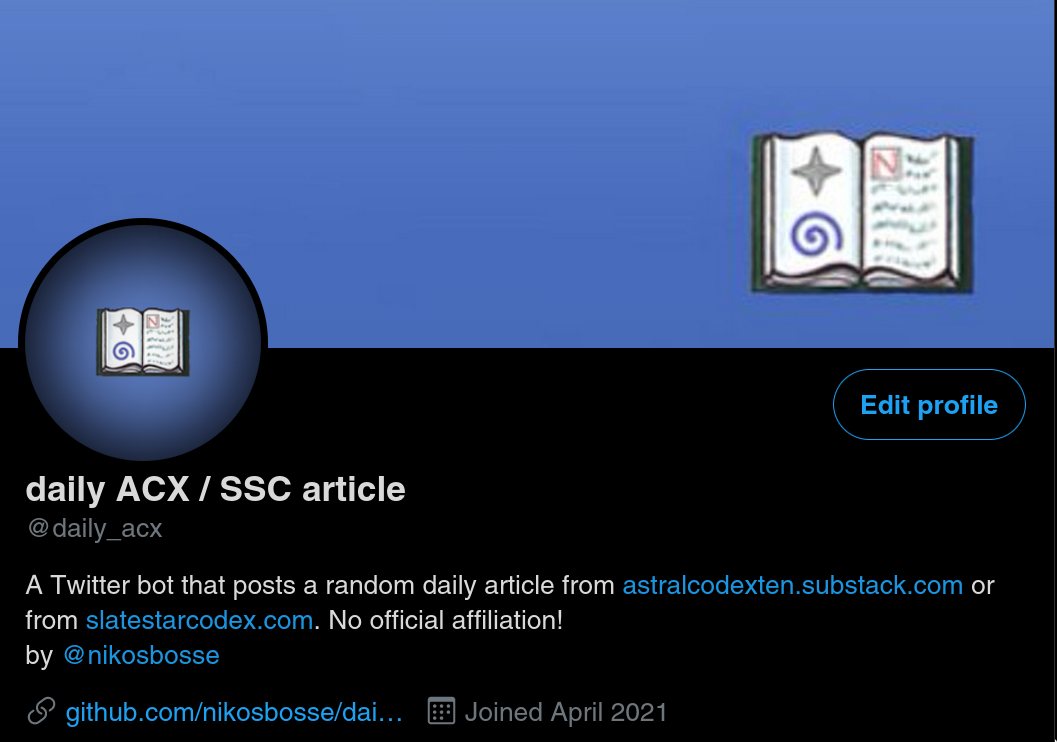 N
N
Edit profile
daily ACX / SSC article
@daily_acx
A Twitter bot that posts a random daily article from astralcodexten.substack.com or
from slatestarcodex.com. No official affiliation!
by @nikosbosse
github.com/nikosbosse/dai… Joined April 2021